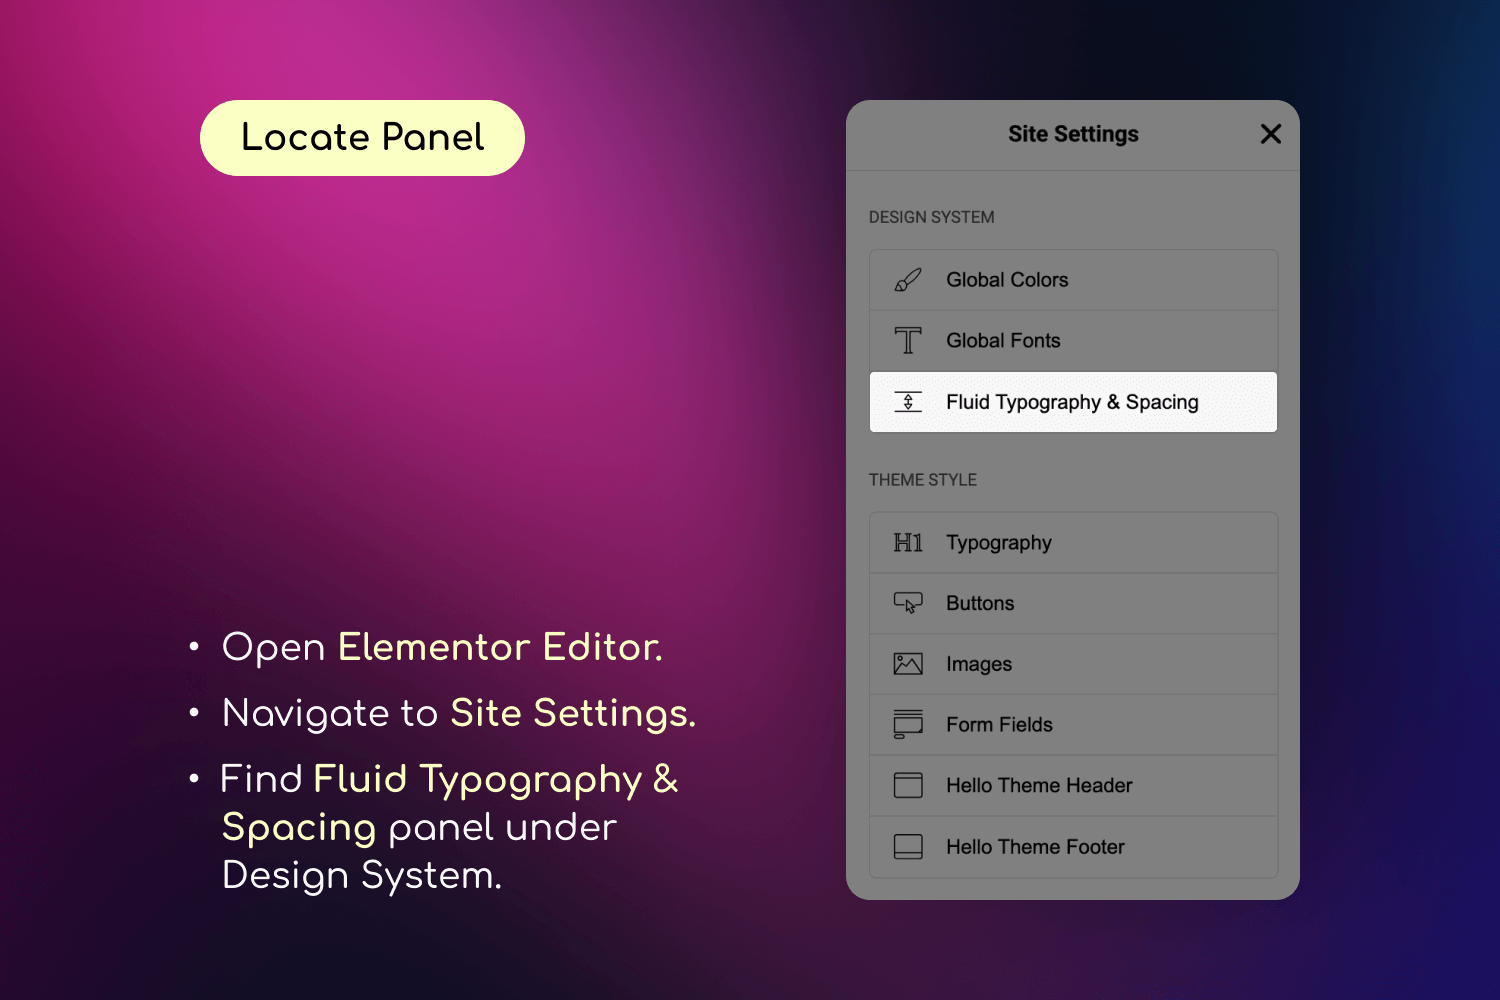 Locate Panel
• Open Elementor Editor.
• Navigate to Site Settings.
• Find Fluid Typography &
Spacing panel under
Design System.
Site Settings
DESIGN SYSTEM
Global Colors
Global Fonts
Fluid Typography & Spacing
THEME STYLE
H1 Typography
Buttons
Images
Form Fields
Hello Theme Header
Hello Theme Footer